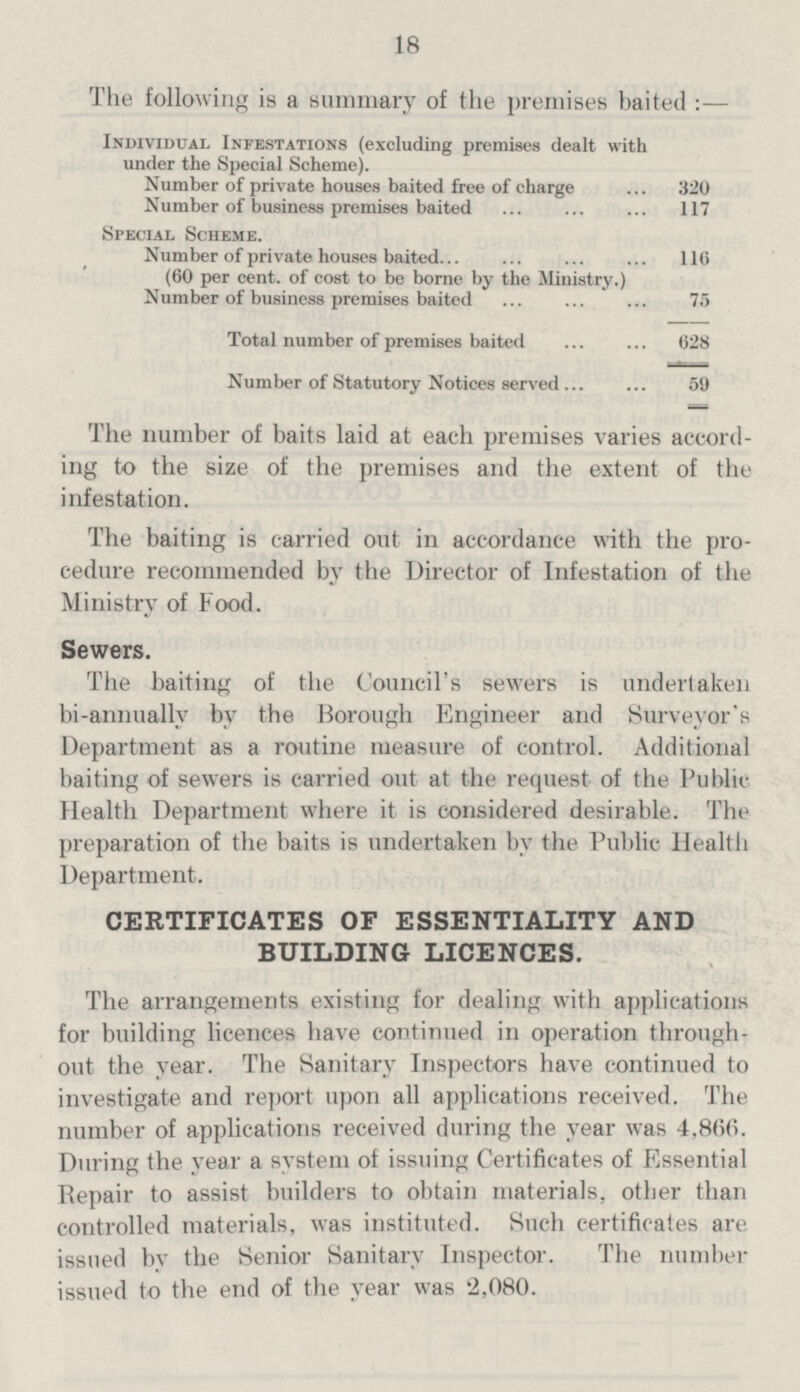 18
The following is a summary of the premises baited :—
Individual Infestations (excluding premises dealt with
under the Special Scheme).
Number of private houses baited free of charge ... 320
Number of business premises baited ... ... ... 117
Special Scheme.
Number of private houses baited... ... ... ... 116
(60 per cent. of cost to be borne by the Ministry.)
Number of business premises baited ... ... ... 75
Total number of premises baited ... ... 628
Number of Statutory Notices served... ... 59
The number of baits laid at each premises varies accord-
ing to the size of the premises and the extent of the
infestation.
The baiting is carried out in accordance with the pro-
cedure recommended by the Director of Infestation of the
Ministry of Food.
Sewers.
The baiting of the Council's sewers is undertaken
bi-annually by the Borough Engineer and Surveyor's
Department as a routine measure of control. Additional
baiting of sewers is carried out at the request of the Public
Health Department where it is considered desirable. The
preparation of the baits is undertaken by the Public Health
Department.
CERTIFICATES OF ESSENTIALITY AND
BUILDING LICENCES.
The arrangements existing for dealing with applications
for building licences have continued in operation through-
out the year. The Sanitary Inspectors have continued to
investigate and report upon all applications received. The
number of applications received during the year was 4,866.
During the year a system of issuing Certificates of Essential
Repair to assist builders to obtain materials, other than
controlled materials, was instituted. Such certificates are
issued by the Senior Sanitary Inspector. The number
issued to the end of the year was 2,080.